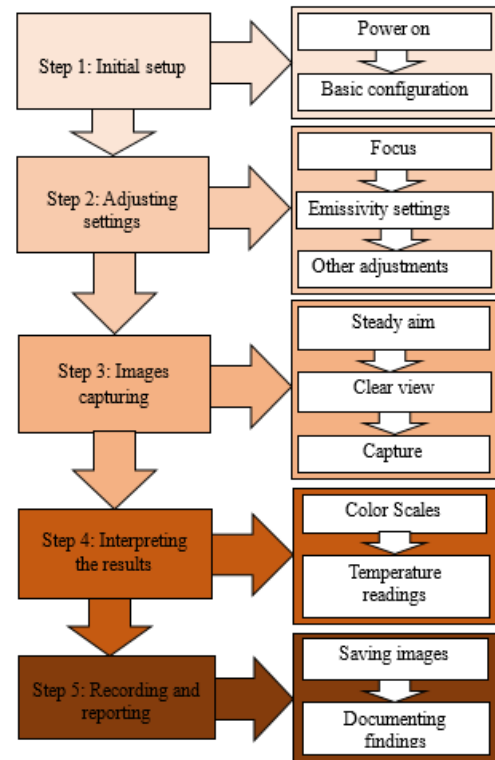 Step 1: Initial setup
Power on
Basic configuration
Step 2: Adjusting
settings
Focus
Emissivity settings
Other adjustments
Step 3: Images
capturing
Steady aim
Clear view
Capture
Step 4: Interpreting
the results
Color Scales
Temperature
readings
Step 5: Recording and
reporting
Saving images
Documenting
findings